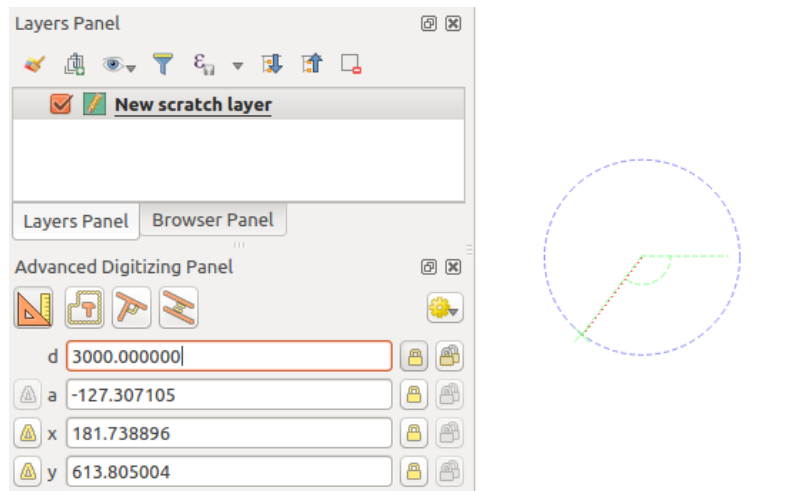 Layers Panel
New scratch layer
Layers Panel Browser Panel
Advanced Digitizing Panel
d 3000.000000
a -127.307105
x 181.738896
y 613.805004